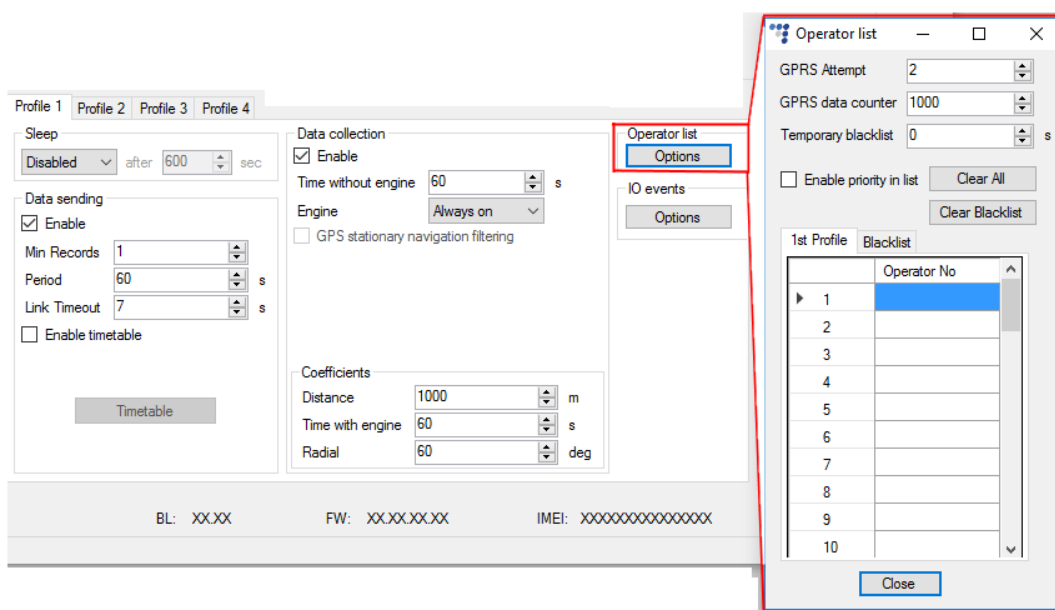 Profile 1 Profile 2 Profile 3 Profile 4
Sleep
Disabled after 600 sec
Data sending
Enable
Min Records 1
Period 60 s
Link Timeout 7 s
Enable timetable
Timetable
Data collection
Enable
Time without engine 60 s
Engine Always on
GPS stationary navigation filtering
Coefficients
Distance 1000 m
Time with engine 60 s
Radial 60 deg
Operator list
Options
IO events
Options
BL: XX.XX FW: XX.XX.XX.XX IMEI: XXXXXXXXXXXXXXX
Operator list
GPRS Attempt 2
GPRS data counter 1000
Temporary blacklist 0 s
Enable priority in list Clear All
Clear Blacklist
1st Profile Blacklist
Operator No
1
2
3
4
5
6
7
8
9
10
Close